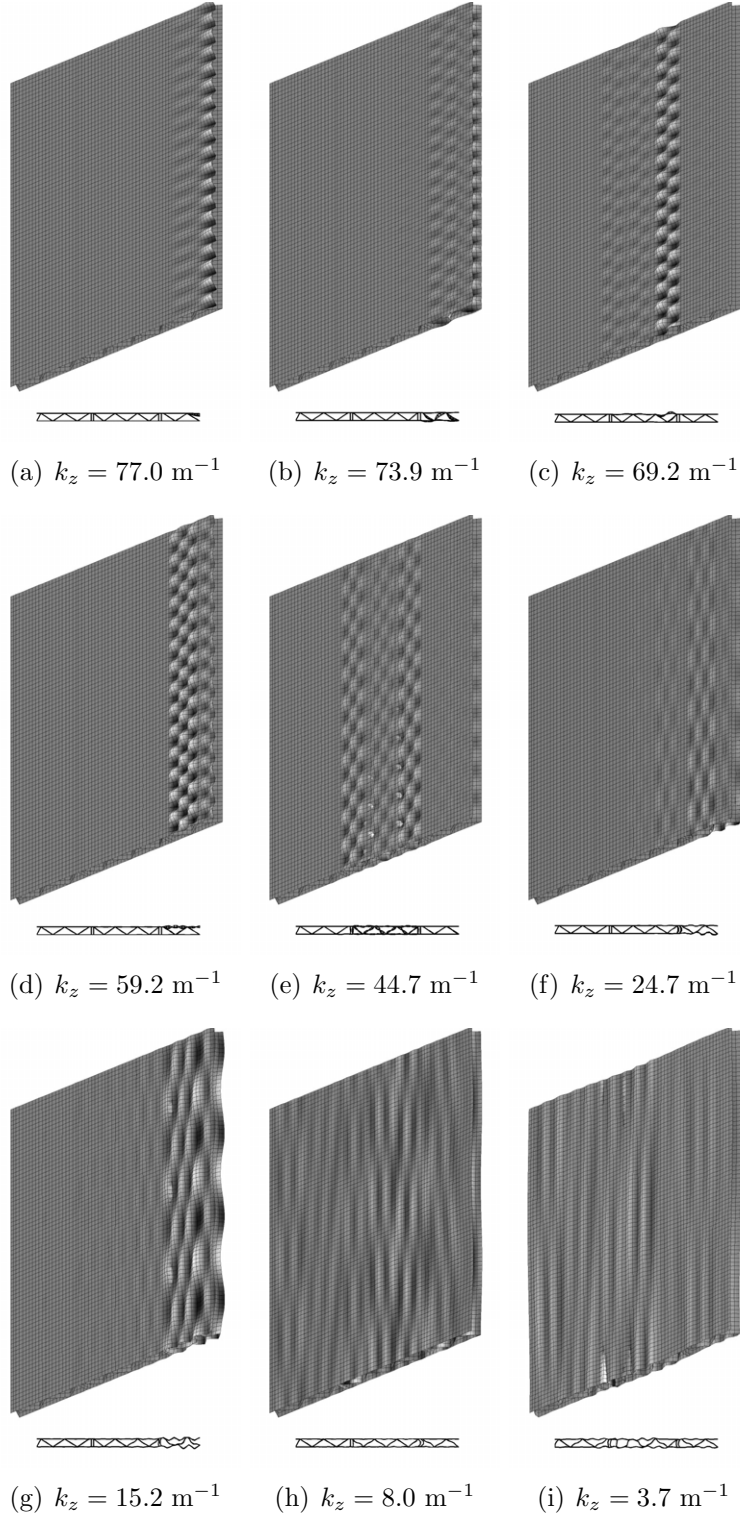 (a) k_z = 77.0 m⁻¹ (b) k_z = 73.9 m⁻¹ (c) k_z = 69.2 m⁻¹
(d) k_z = 59.2 m⁻¹ (e) k_z = 44.7 m⁻¹ (f) k_z = 24.7 m⁻¹
(g) k_z = 15.2 m⁻¹ (h) k_z = 8.0 m⁻¹ (i) k_z = 3.7 m⁻¹